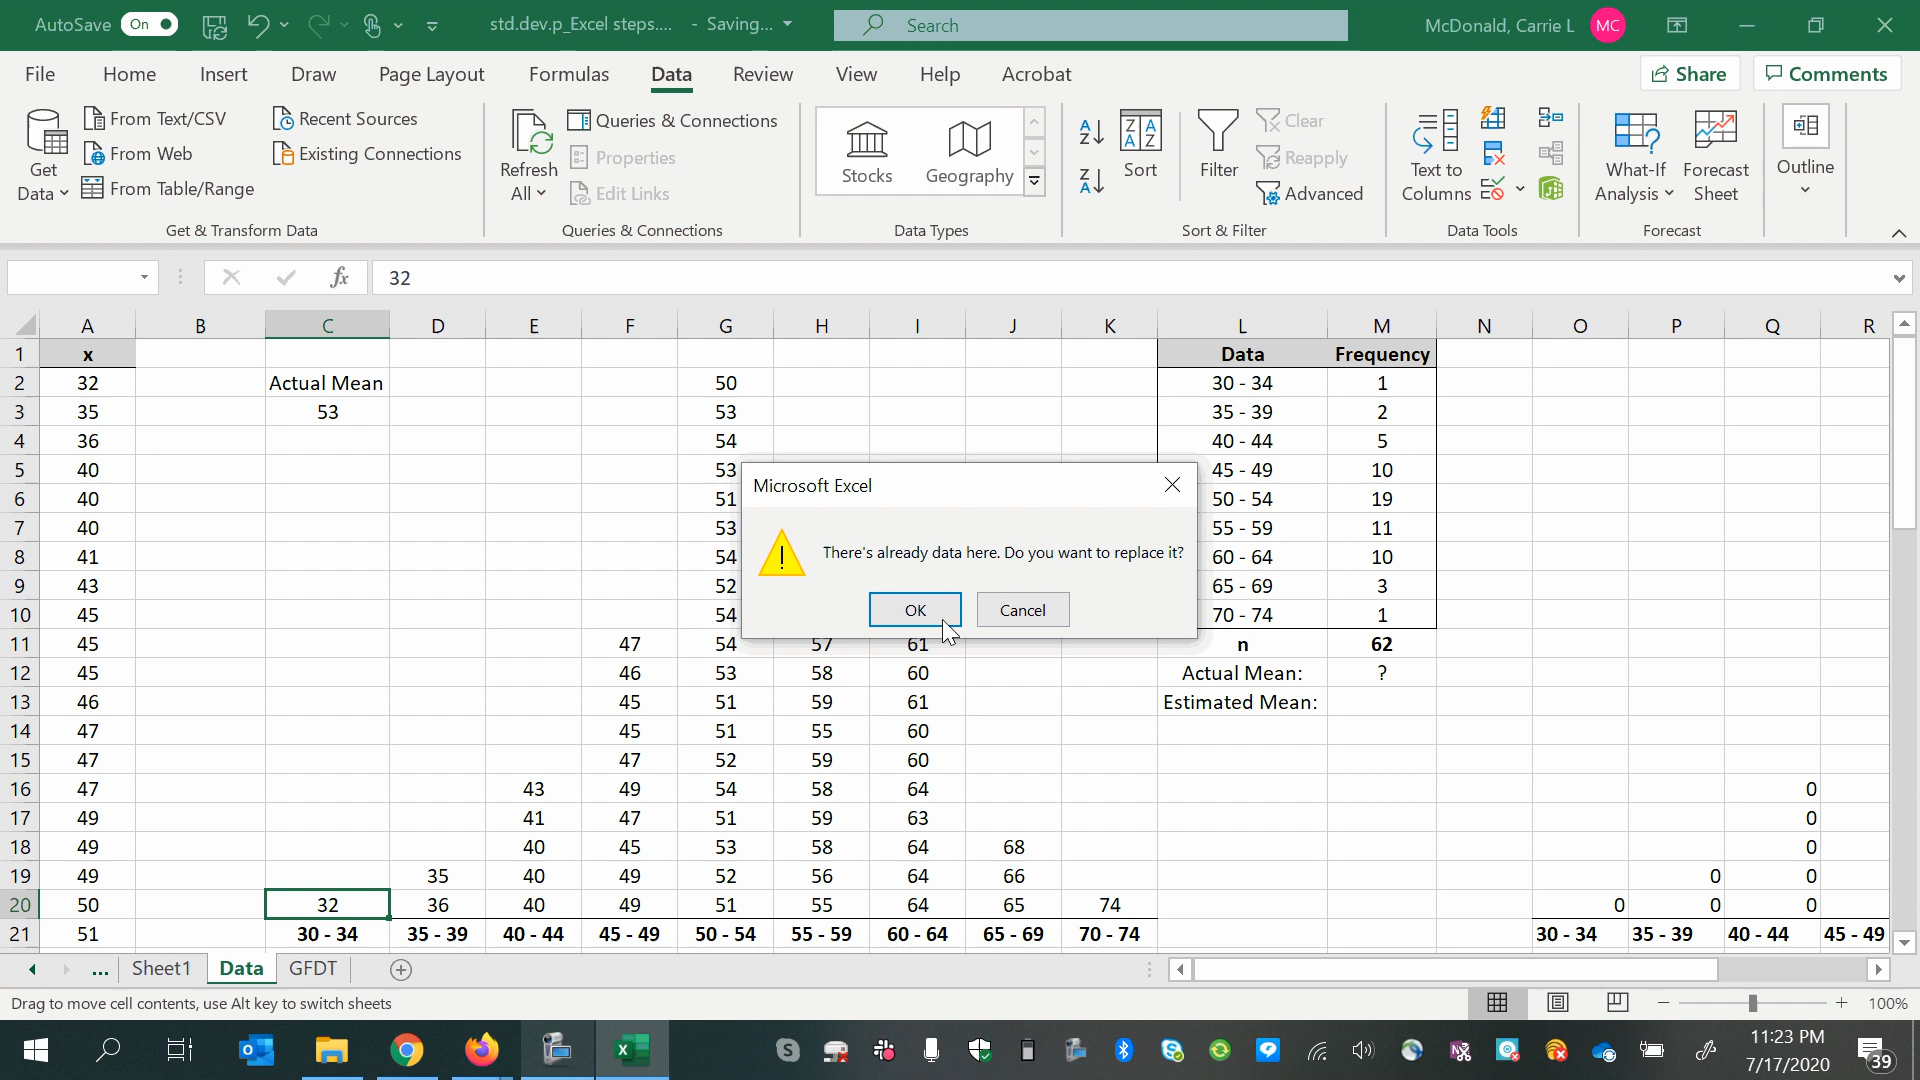 AutoSave On std.dev.p_Excel steps.... - Saving... Search McDonald, Carrie L MC
File Home Insert Draw Page Layout Formulas Data Review View Help Acrobat Share Comments
Get Data
From Text/CSV
From Web
From Table/Range
Recent Sources
Existing Connections
Get & Transform Data
Refresh All
Queries & Connections
Properties
Edit Links
Queries & Connections
Stocks
Geography
Data Types
Sort
Filter
Clear
Reapply
Advanced
Sort & Filter
Text to Columns
Data Tools
What-If Analysis
Forecast Sheet
Forecast
Outline
fx 32
A B C D E F G H I J K L M N O P Q R
1 x Data Frequency
2 32 Actual Mean 50 30 - 34 1
3 35 53 53 35 - 39 2
4 36 54 40 - 44 5
5 40 53 45 - 49 10
6 40 51 50 - 54 19
7 40 53 55 - 59 11
8 41 54 60 - 64 10
9 43 52 65 - 69 3
10 45 54 70 - 74 1
Microsoft Excel
There's already data here. Do you want to replace it?
OK Cancel
11 45 47 54 57 61 n 62
12 45 46 53 58 60 Actual Mean: ?
13 46 45 51 59 61 Estimated Mean:
14 47 45 51 55 60
15 47 47 52 59 60
16 47 43 49 54 58 64 0
17 49 41 47 51 59 63 0
18 49 40 45 53 58 64 68 0
19 49 35 40 49 52 56 64 66 0 0
20 50 32 36 40 49 51 55 64 65 74 0 0 0
21 51 30 - 34 35 - 39 40 - 44 45 - 49 50 - 54 55 - 59 60 - 64 65 - 69 70 - 74 30 - 34 35 - 39 40 - 44 45 - 49
... Sheet1 Data GFDT
Drag to move cell contents, use Alt key to switch sheets 100%
11:23 PM
7/17/2020
39